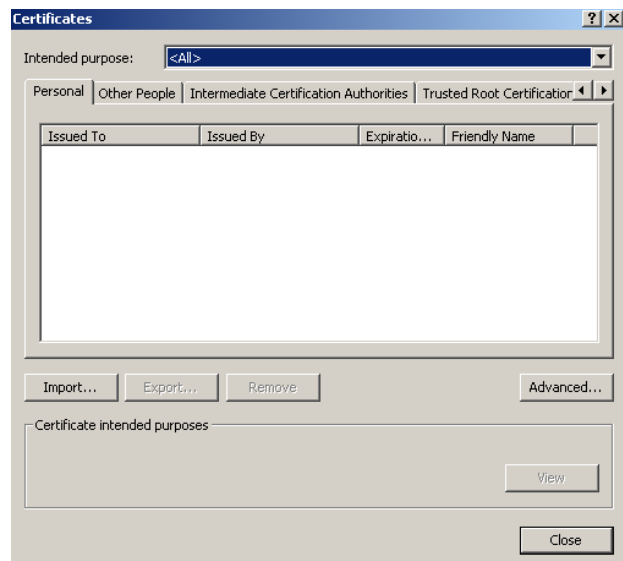 Certificates
Intended purpose: <All>
Personal Other People Intermediate Certification Authorities Trusted Root Certification
Issued To Issued By Expiratio... Friendly Name
Import... Export... Remove Advanced...
Certificate intended purposes
View
Close